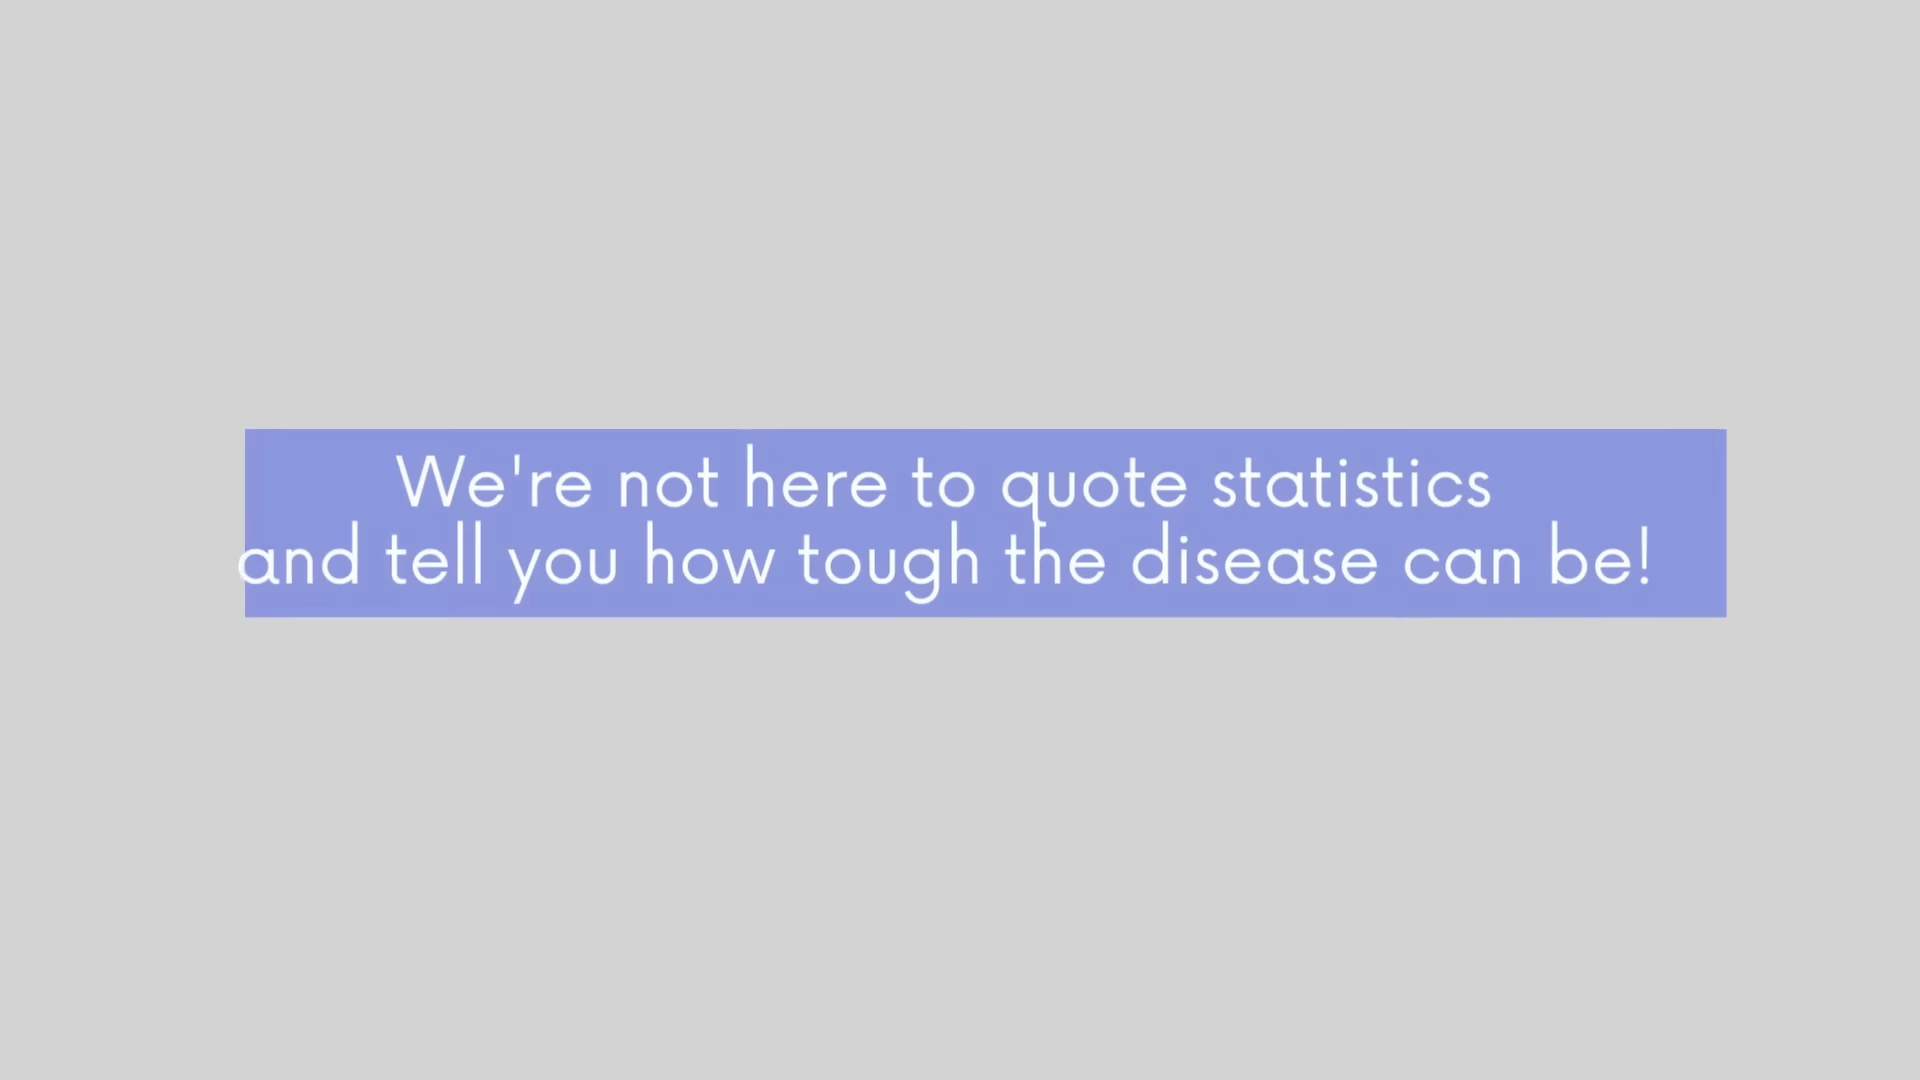 We're not here to quote statistics
and tell you how tough the disease can be!